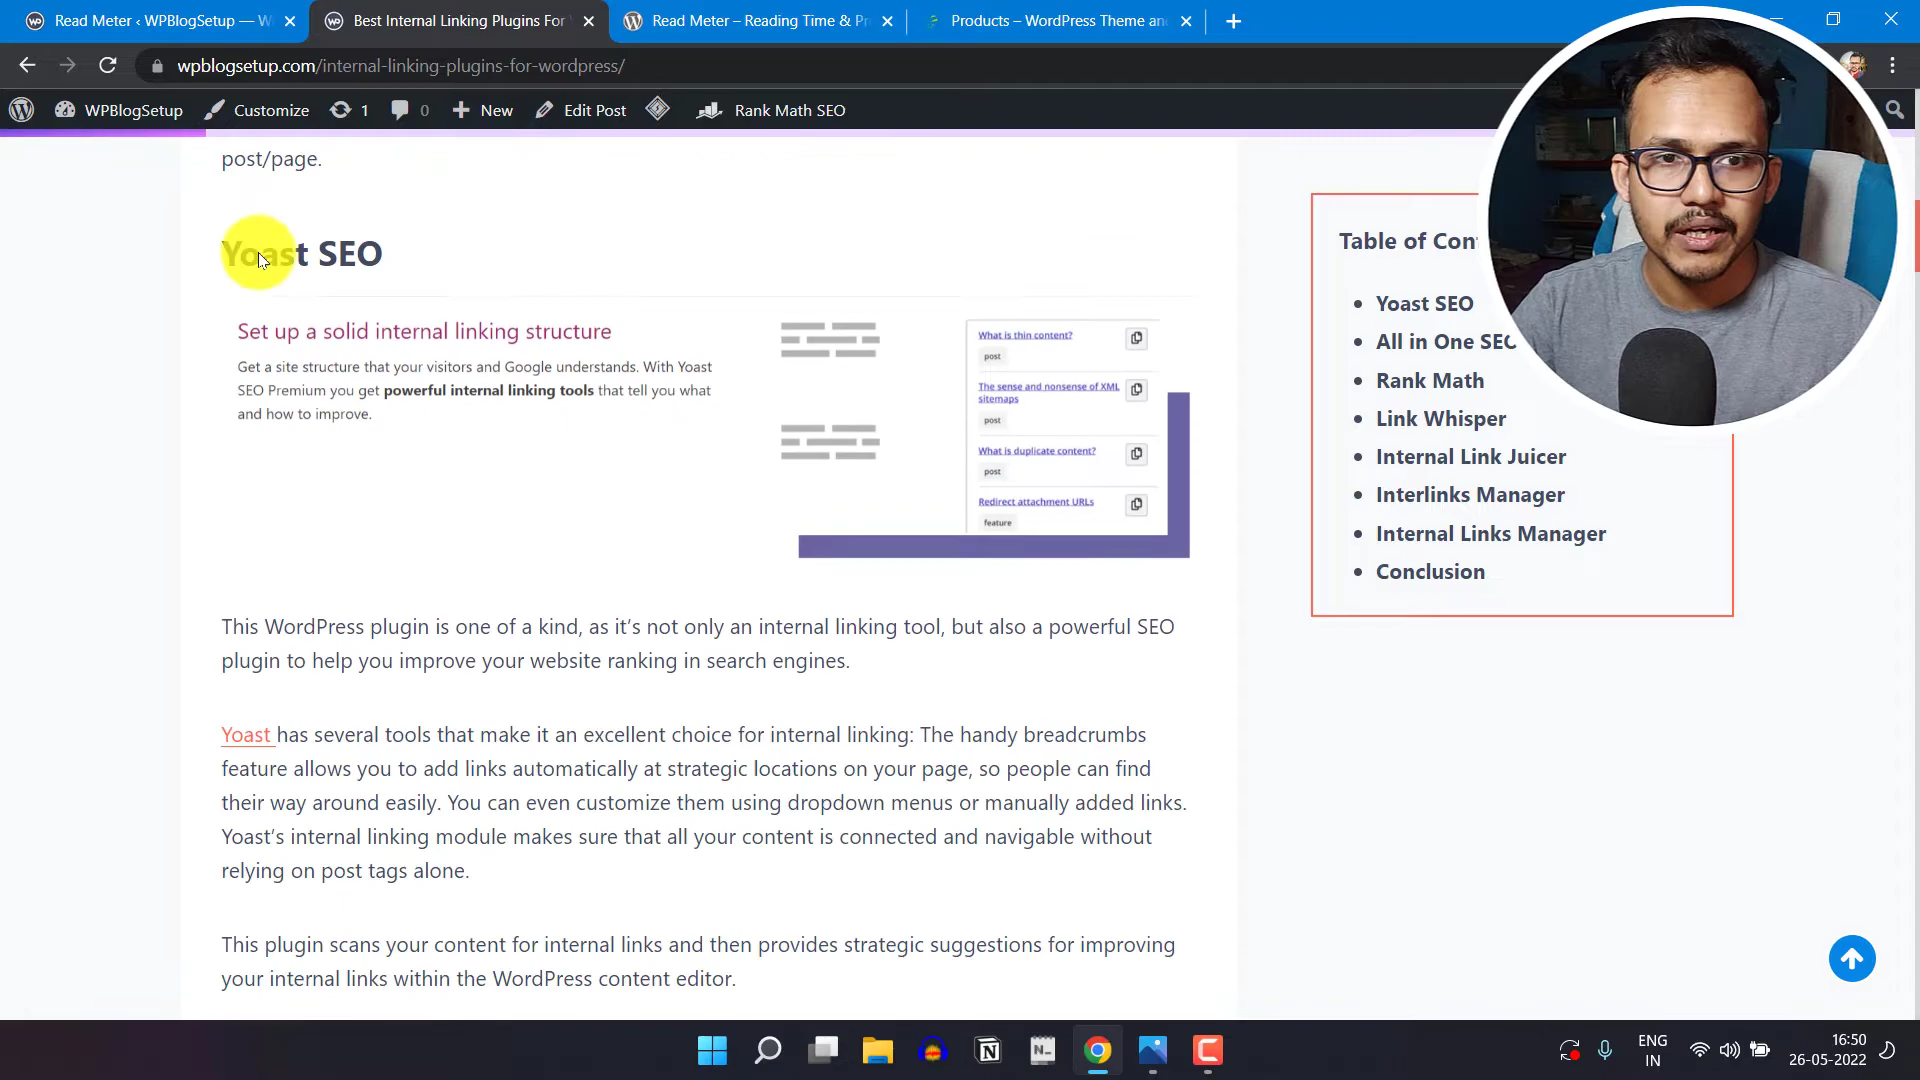 Read Meter ‹ WPBlogSetup — W
Best Internal Linking Plugins For
Read Meter – Reading Time & Pr
Products – WordPress Theme an
wpblogsetup.com/internal-linking-plugins-for-wordpress/
WPBlogSetup
Customize
1
0
New
Edit Post
Rank Math SEO
post/page.
Yoast SEO
Set up a solid internal linking structure
Get a site structure that your visitors and Google understands. With Yoast
SEO Premium you get powerful internal linking tools that tell you what
and how to improve.
What is thin content?
post
The sense and nonsense of XML
sitemaps
post
What is duplicate content?
post
Redirect attachment URLs
feature
This WordPress plugin is one of a kind, as it’s not only an internal linking tool, but also a powerful SEO
plugin to help you improve your website ranking in search engines.
Yoast has several tools that make it an excellent choice for internal linking: The handy breadcrumbs
feature allows you to add links automatically at strategic locations on your page, so people can find
their way around easily. You can even customize them using dropdown menus or manually added links.
Yoast’s internal linking module makes sure that all your content is connected and navigable without
relying on post tags alone.
This plugin scans your content for internal links and then provides strategic suggestions for improving
your internal links within the WordPress content editor.
Table of Con
Yoast SEO
All in One SEO
Rank Math
Link Whisper
Internal Link Juicer
Interlinks Manager
Internal Links Manager
Conclusion
ENG
IN
16:50
26-05-2022